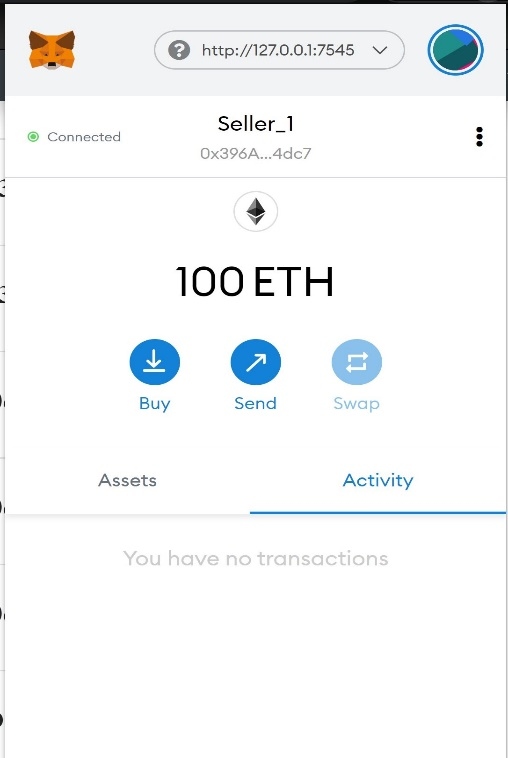 http://127.0.0.1:7545
Seller_1
Connected
0x396A...4dc7
100 ETH
Buy Send Swap
Assets Activity
You have no transactions